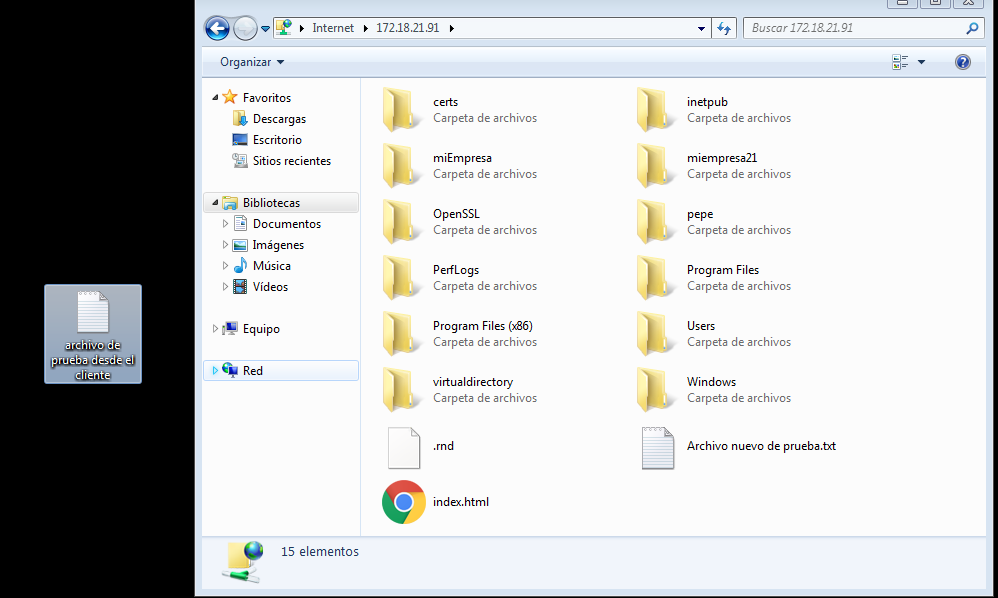 Internet
172.18.21.91
Buscar 172.18.21.91
Organizar
Favoritos
Descargas
Escritorio
Sitios recientes
Bibliotecas
Documentos
Imágenes
Música
Vídeos
Equipo
Red
archivo de
prueba desde el
cliente
certs
Carpeta de archivos
inetpub
Carpeta de archivos
miEmpresa
Carpeta de archivos
miempresa21
Carpeta de archivos
OpenSSL
Carpeta de archivos
pepe
Carpeta de archivos
PerfLogs
Carpeta de archivos
Program Files
Carpeta de archivos
Program Files (x86)
Carpeta de archivos
Users
Carpeta de archivos
virtualdirectory
Carpeta de archivos
Windows
Carpeta de archivos
.rnd
Archivo nuevo de prueba.txt
index.html
15 elementos